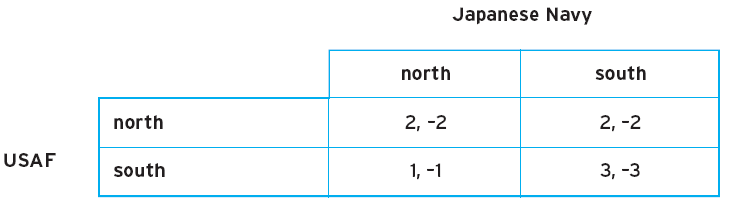 Japanese Navy
north south
north 2, -2 2, -2
USAF
south 1, -1 3, -3